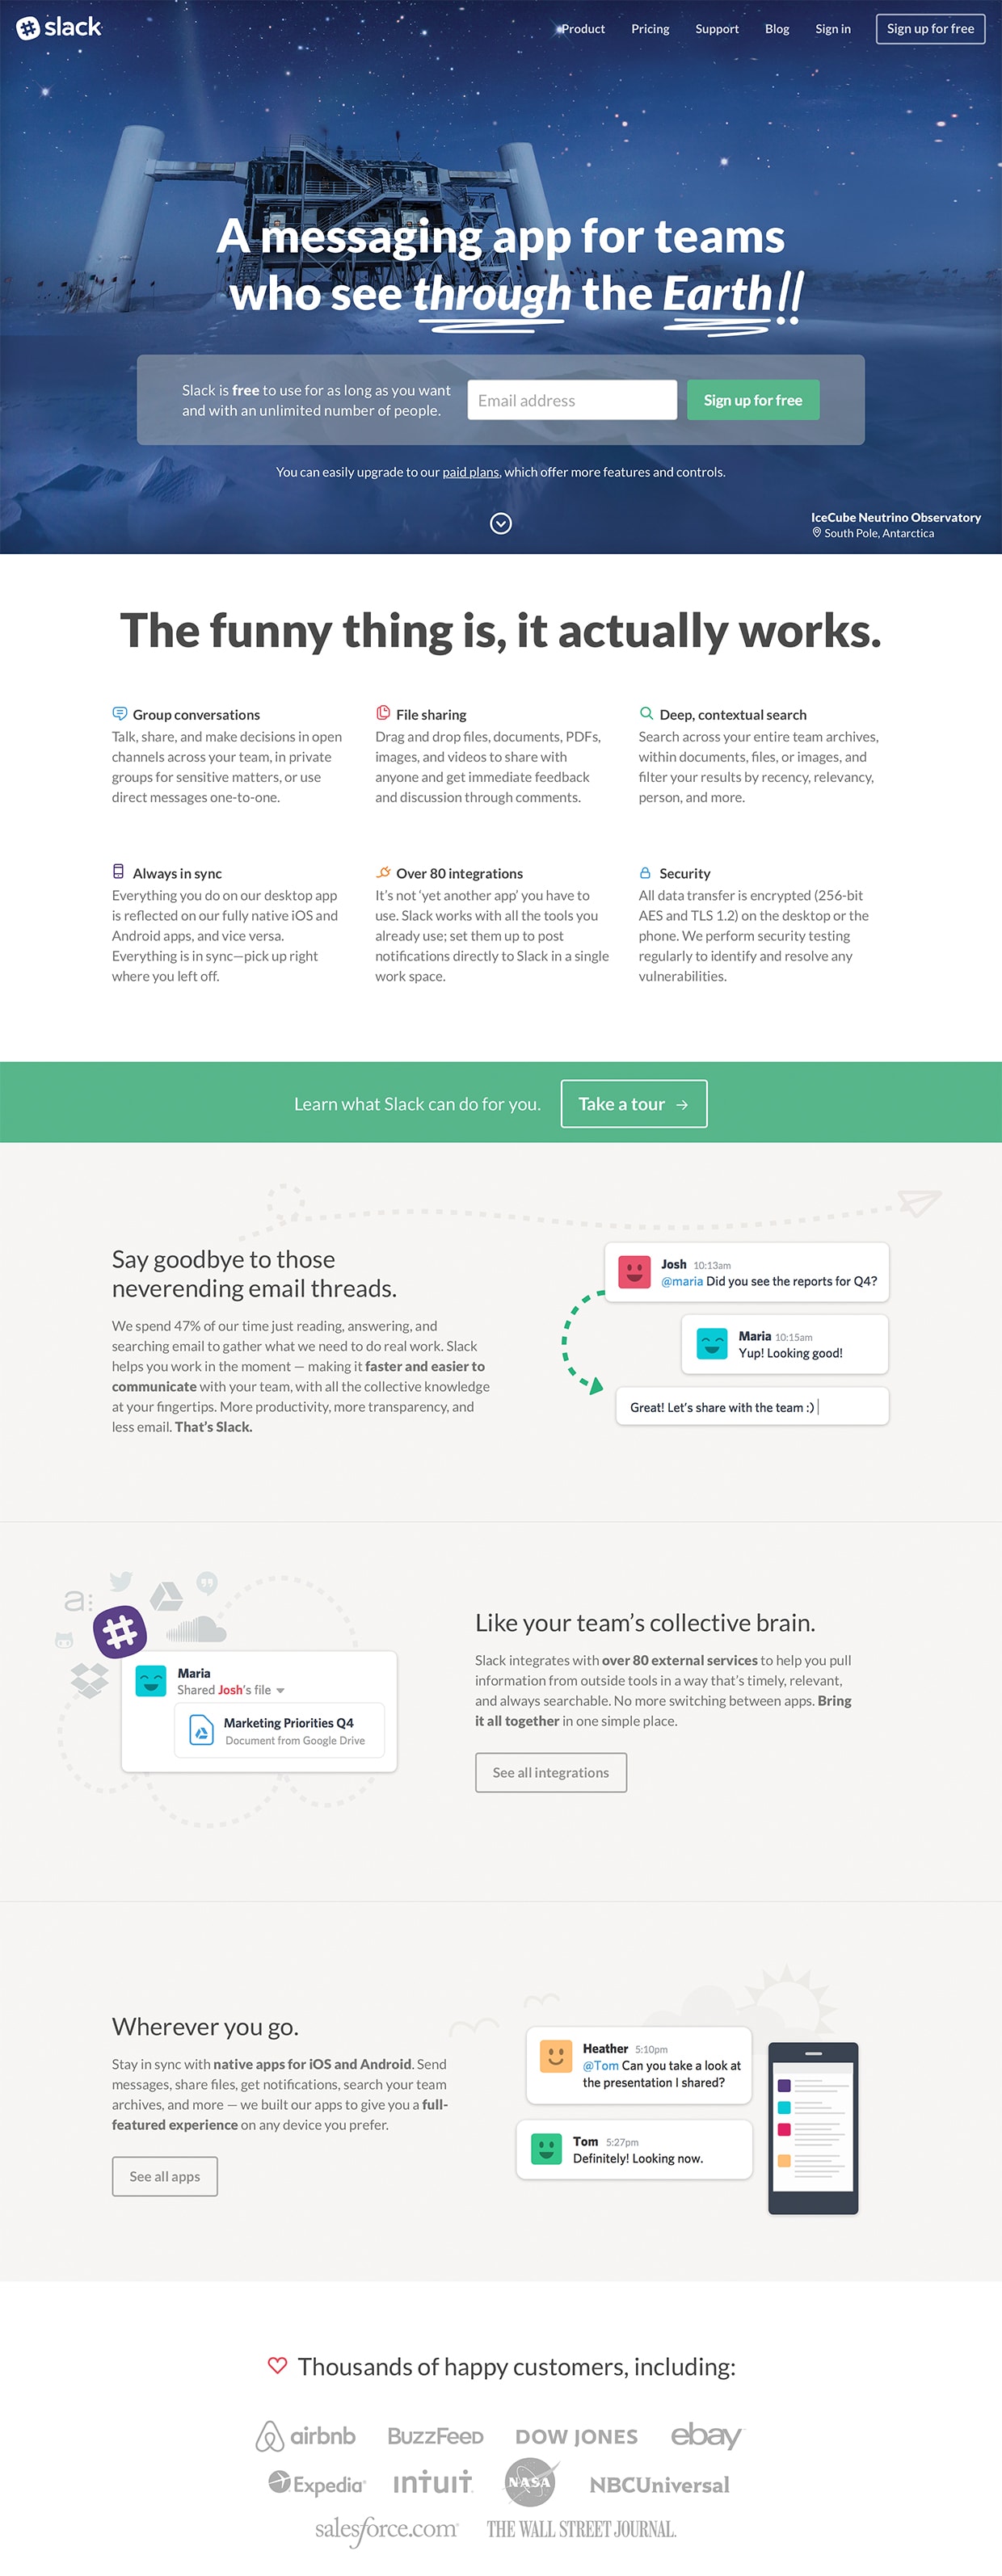 slack
Product Pricing Support Blog Sign in Sign up for free
A messaging app for teams
who see through the Earth!!
Slack is free to use for as long as you want
and with an unlimited number of people.
Email address
Sign up for free
You can easily upgrade to our paid plans, which offer more features and controls.
IceCube Neutrino Observatory
South Pole, Antarctica
The funny thing is, it actually works.
Group conversations
Talk, share, and make decisions in open
channels across your team, in private
groups for sensitive matters, or use
direct messages one-to-one.
File sharing
Drag and drop files, documents, PDFs,
images, and videos to share with
anyone and get immediate feedback
and discussion through comments.
Deep, contextual search
Search across your entire team archives,
within documents, files, or images, and
filter your results by recency, relevancy,
person, and more.
Always in sync
Everything you do on our desktop app
is reflected on our fully native iOS and
Android apps, and vice versa.
Everything is in sync—pick up right
where you left off.
Over 80 integrations
It's not ‘yet another app’ you have to
use. Slack works with all the tools you
already use; set them up to post
notifications directly to Slack in a single
work space.
Security
All data transfer is encrypted (256-bit
AES and TLS 1.2) on the desktop or the
phone. We perform security testing
regularly to identify and resolve any
vulnerabilities.
Learn what Slack can do for you.
Take a tour →
Say goodbye to those
neverending email threads.
We spend 47% of our time just reading, answering, and
searching email to gather what we need to do real work. Slack
helps you work in the moment — making it faster and easier to
communicate with your team, with all the collective knowledge
at your fingertips. More productivity, more transparency, and
less email. That's Slack.
Josh 10:13am
@maria Did you see the reports for Q4?
Maria 10:15am
Yup! Looking good!
Great! Let's share with the team :)
a:
Maria
Shared Josh's file
Marketing Priorities Q4
Document from Google Drive
Like your team's collective brain.
Slack integrates with over 80 external services to help you pull
information from outside tools in a way that's timely, relevant,
and always searchable. No more switching between apps. Bring
it all together in one simple place.
See all integrations
Wherever you go.
Stay in sync with native apps for iOS and Android. Send
messages, share files, get notifications, search your team
archives, and more — we built our apps to give you a full-
featured experience on any device you prefer.
See all apps
Heather 5:10pm
@Tom Can you take a look at
the presentation I shared?
Tom 5:27pm
Definitely! Looking now.
Thousands of happy customers, including:
airbnb BuzzFeeD DOW JONES ebay
Expedia INTUIT NASA NBCUniversal
salesforce.com THE WALL STREET JOURNAL.